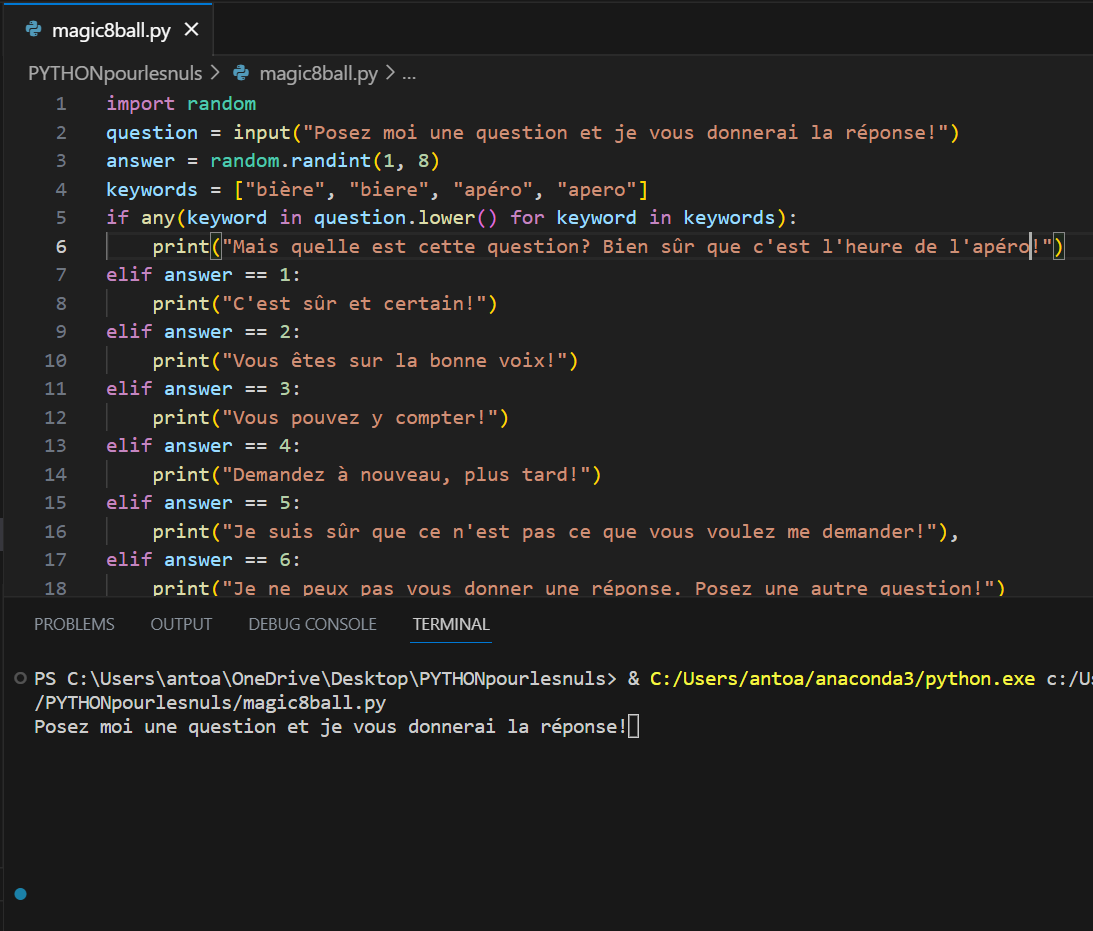 magic8ball.py
PYTHONpourlesnuls > magic8ball.py > ...
1 import random
2 question = input("Posez moi une question et je vous donnerai la réponse!")
3 answer = random.randint(1, 8)
4 keywords = ["bière", "biere", "apéro", "apero"]
5 if any(keyword in question.lower() for keyword in keywords):
6 print("Mais quelle est cette question? Bien sûr que c'est l'heure de l'apéro!")
7 elif answer == 1:
8 print("C'est sûr et certain!")
9 elif answer == 2:
10 print("Vous êtes sur la bonne voix!")
11 elif answer == 3:
12 print("Vous pouvez y compter!")
13 elif answer == 4:
14 print("Demandez à nouveau, plus tard!")
15 elif answer == 5:
16 print("Je suis sûr que ce n'est pas ce que vous voulez me demander!"),
17 elif answer == 6:
18 print("Je ne peux pas vous donner une réponse. Posez une autre question!")
PROBLEMS OUTPUT DEBUG CONSOLE TERMINAL
PS C:\Users\antoa\OneDrive\Desktop\PYTHONpourlesnuls> & C:/Users/antoa/anaconda3/python.exe c:/Us
/PYTHONpourlesnuls/magic8ball.py
Posez moi une question et je vous donnerai la réponse!